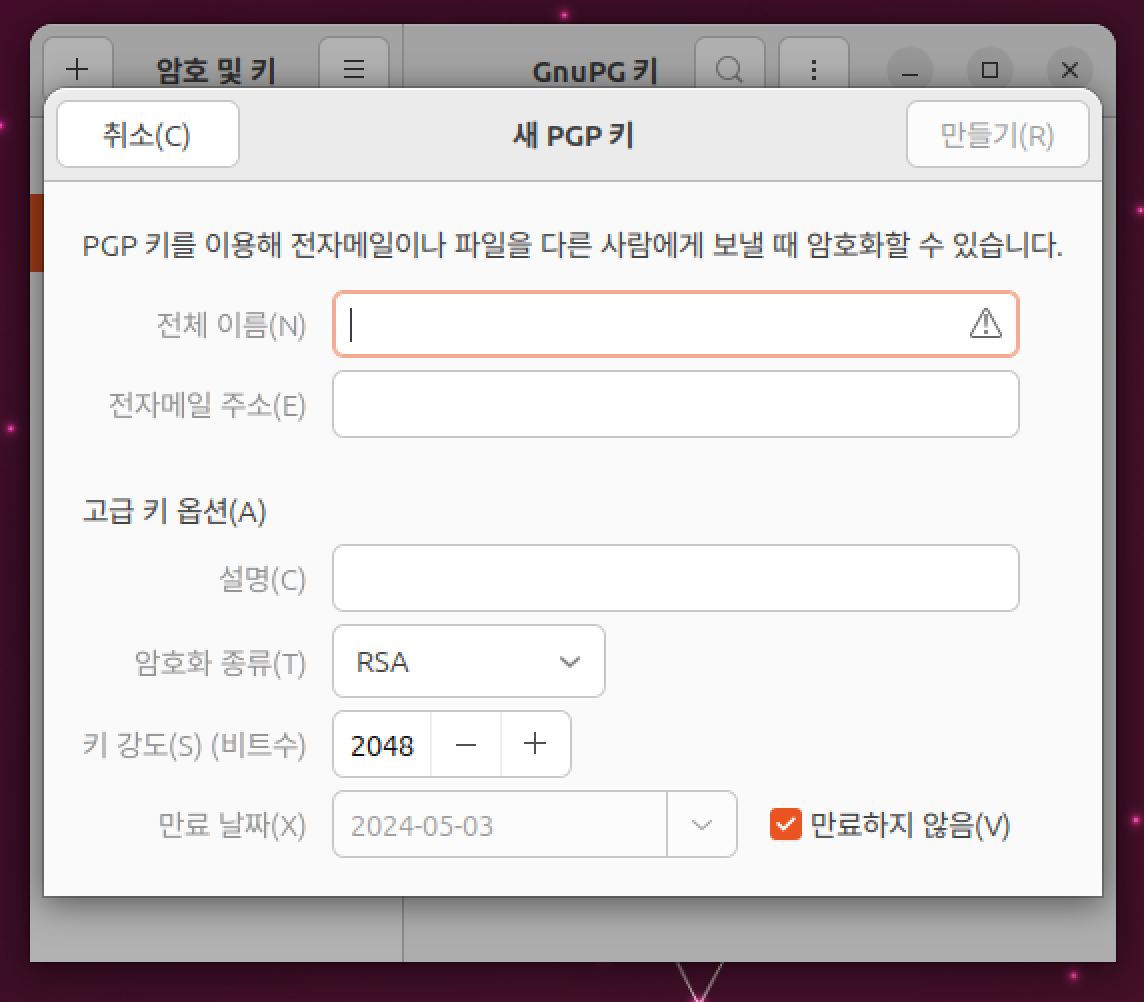 암호 및 키
GnuPG 키
취소(C)
새 PGP 키
만들기(R)
PGP 키를 이용해 전자메일이나 파일을 다른 사람에게 보낼 때 암호화할 수 있습니다.
전체 이름(N)
전자메일 주소(E)
고급 키 옵션(A)
설명(C)
암호화 종류(T) RSA
키 강도(S) (비트수) 2048
만료 날짜(X) 2024-05-03 만료하지 않음(V)